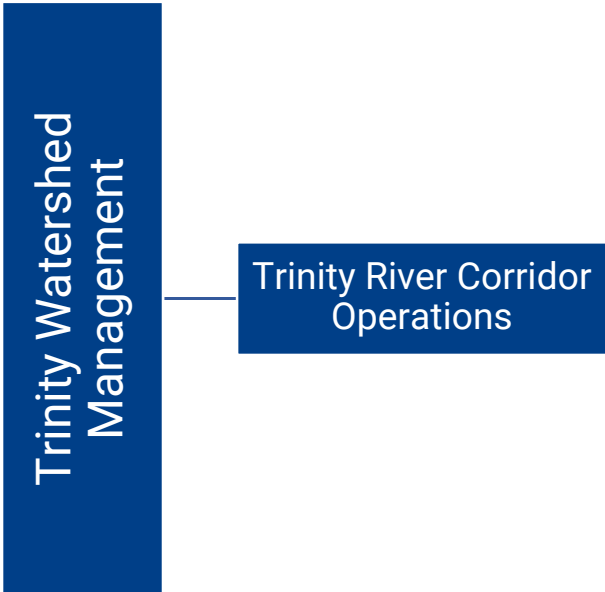 Trinity Watershed
Management
Trinity River Corridor
Operations